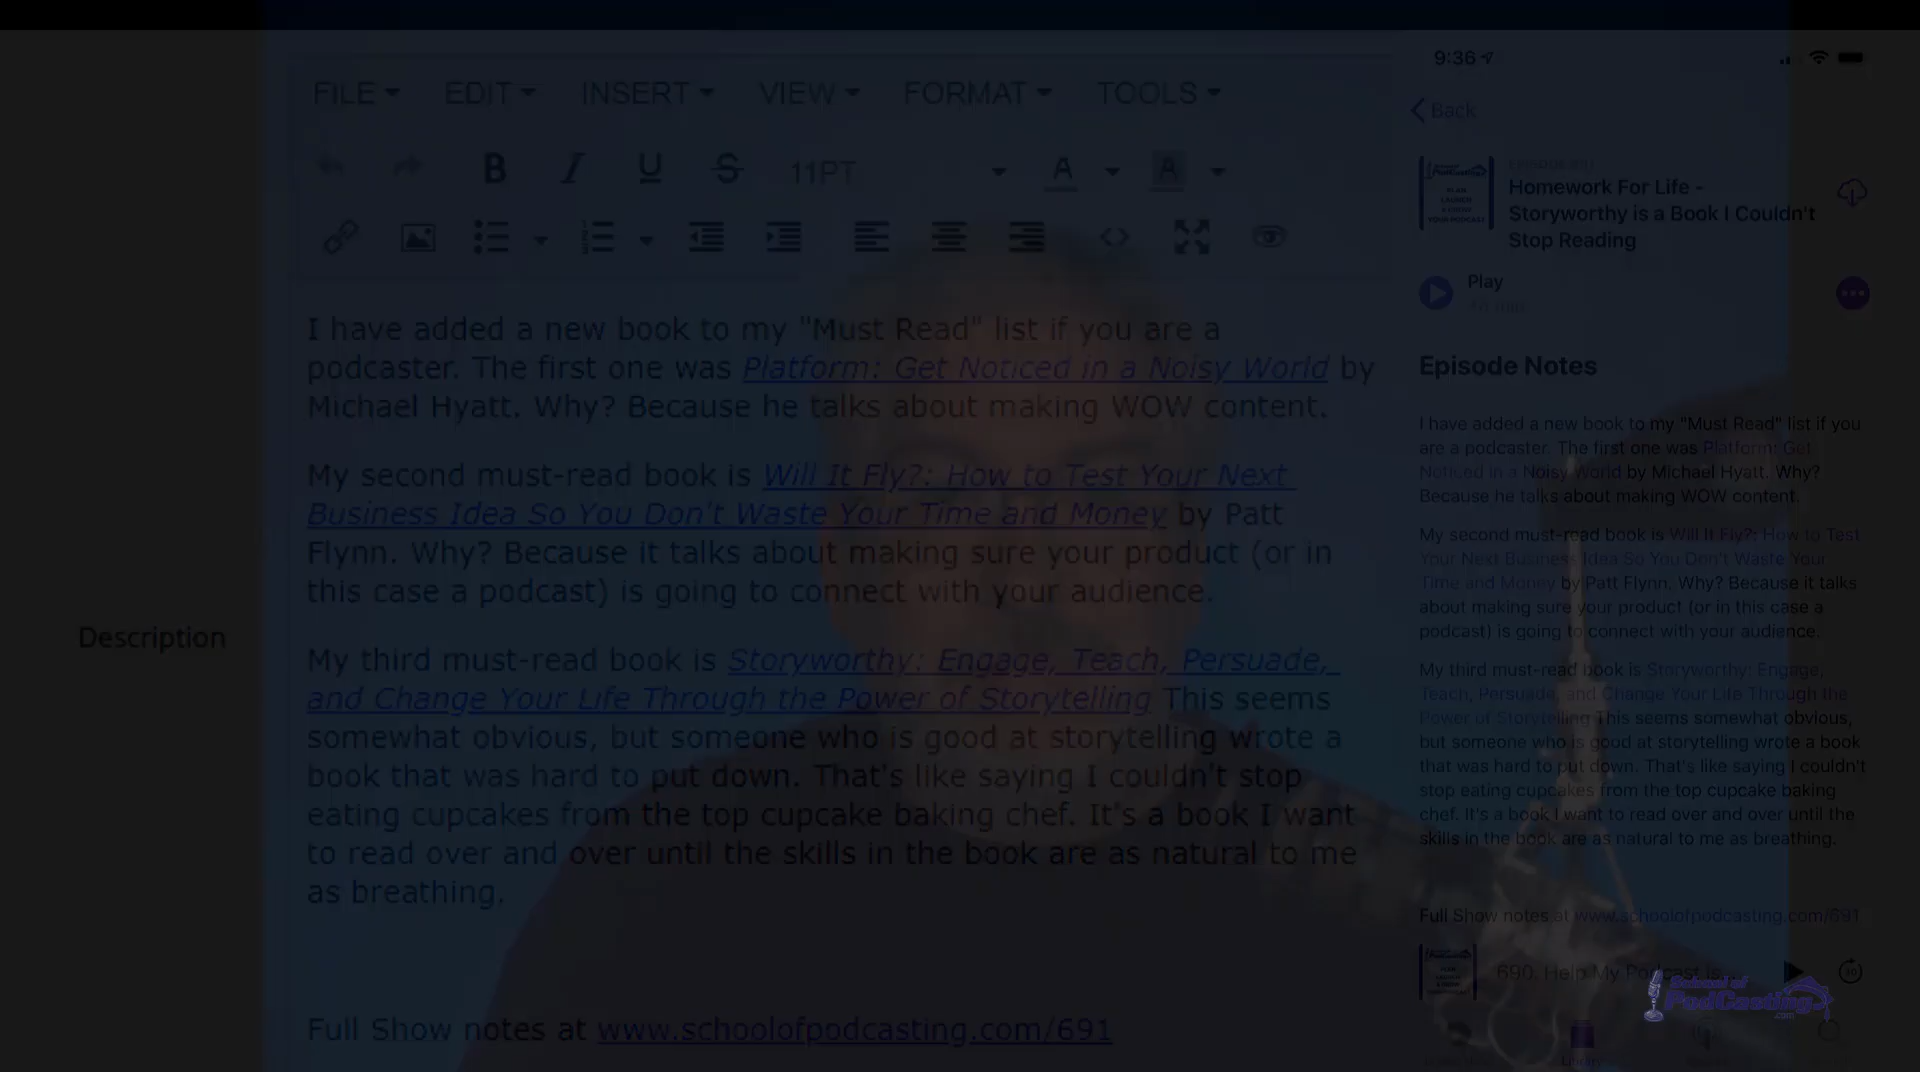 FILE EDIT INSERT VIEW FORMAT TOOLS
B I U S 11PT A A
Description
I have added a new book to my "Must Read" list if you are a
podcaster. The first one was Platform: Get Noticed in a Noisy World by
Michael Hyatt. Why? Because he talks about making WOW content.
My second must-read book is Will It Fly?: How to Test Your Next
Business Idea So You Don't Waste Your Time and Money by Patt
Flynn. Why? Because it talks about making sure your product (or in
this case a podcast) is going to connect with your audience.
My third must-read book is Storyworthy: Engage, Teach, Persuade,
and Change Your Life Through the Power of Storytelling This seems
somewhat obvious, but someone who is good at storytelling wrote a
book that was hard to put down. That's like saying I couldn't stop
eating cupcakes from the top cupcake baking chef. It's a book I want
to read over and over until the skills in the book are as natural to me
as breathing.
Full Show notes at www.schoolofpodcasting.com/691
9:36
Back
EPISODE 691
Homework For Life -
Storyworthy is a Book I Couldn't
Stop Reading
Play
Episode Notes
I have added a new book to my "Must Read" list if you
are a podcaster. The first one was Platform: Get
Noticed in a Noisy World by Michael Hyatt. Why?
Because he talks about making WOW content.
My second must-read book is Will It Fly?: How to Test
Your Next Business Idea So You Don't Waste Your
Time and Money by Patt Flynn. Why? Because it talks
about making sure your product (or in this case a
podcast) is going to connect with your audience.
My third must-read book is Storyworthy: Engage,
Teach, Persuade, and Change Your Life Through the
Power of Storytelling This seems somewhat obvious,
but someone who is good at storytelling wrote a book
that was hard to put down. That's like saying I couldn't
stop eating cupcakes from the top cupcake baking
chef. It's a book I want to read over and over until the
skills in the book are as natural to me as breathing.
Full Show notes at www.schoolofpodcasting.com/691
690: Help My Podcast is
School of
PodCasting
.com